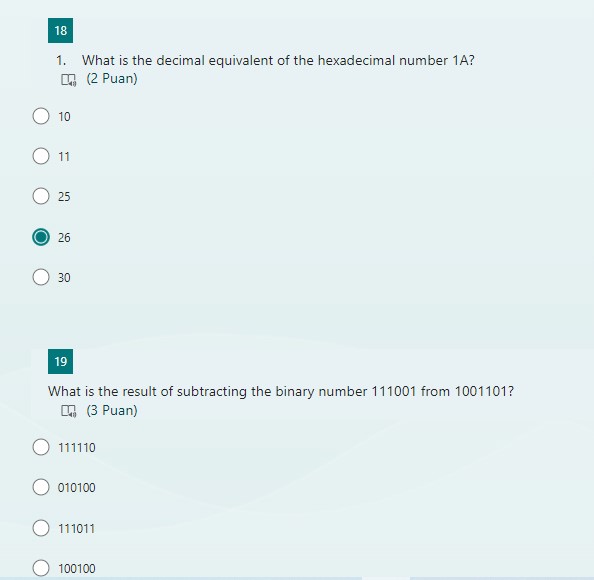 18
1. What is the decimal equivalent of the hexadecimal number 1A?
(2 Puan)
10
11
25
26
30
19
What is the result of subtracting the binary number 111001 from 1001101?
(3 Puan)
111110
010100
111011
100100